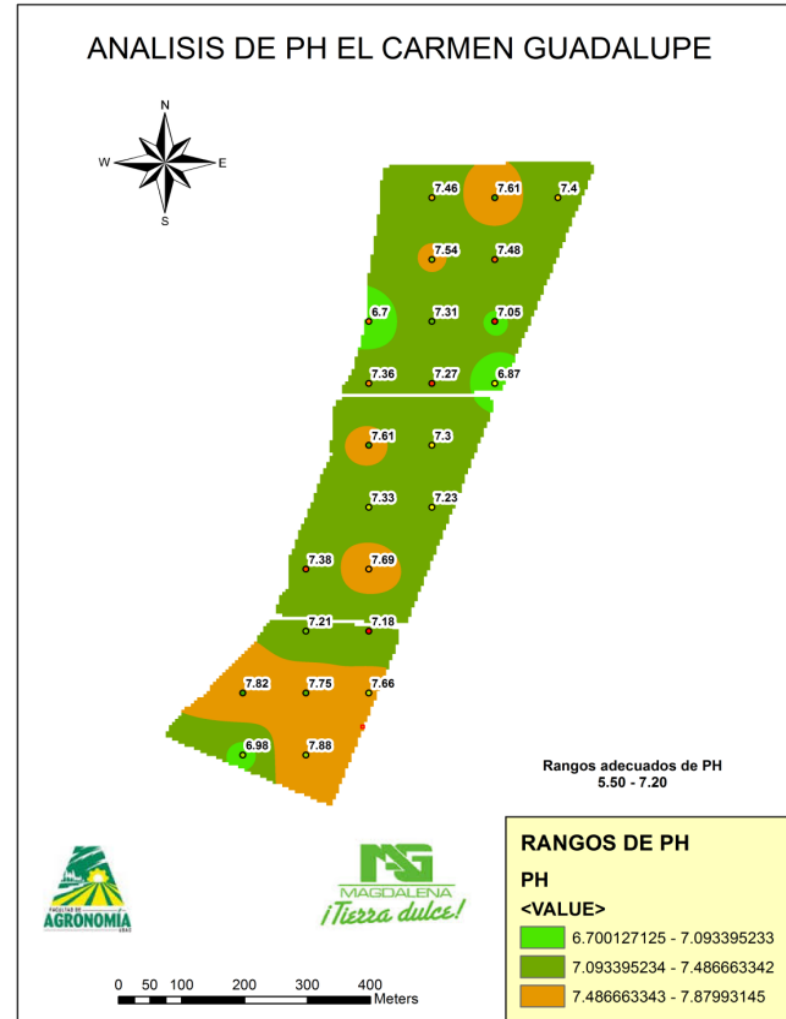 ANALISIS DE PH EL CARMEN GUADALUPE
N
W E
S
7.46 7.61 7.4
7.54 7.48
6.7 7.31 7.05
7.36 7.27 6.87
7.61 7.3
7.33 7.23
7.38 7.69
7.21 7.18
7.82 7.75 7.66
6.98 7.88
Rangos adecuados de PH
5.50 - 7.20
FACULTAD DE
AGRONOMIA
MAG
MAGDALENA
¡Tierra dulce!
RANGOS DE PH
PH
<VALUE>
6.700127125 - 7.093395233
7.093395234 - 7.486663342
7.486663343 - 7.87993145
0 50 100 200 300 400
Meters